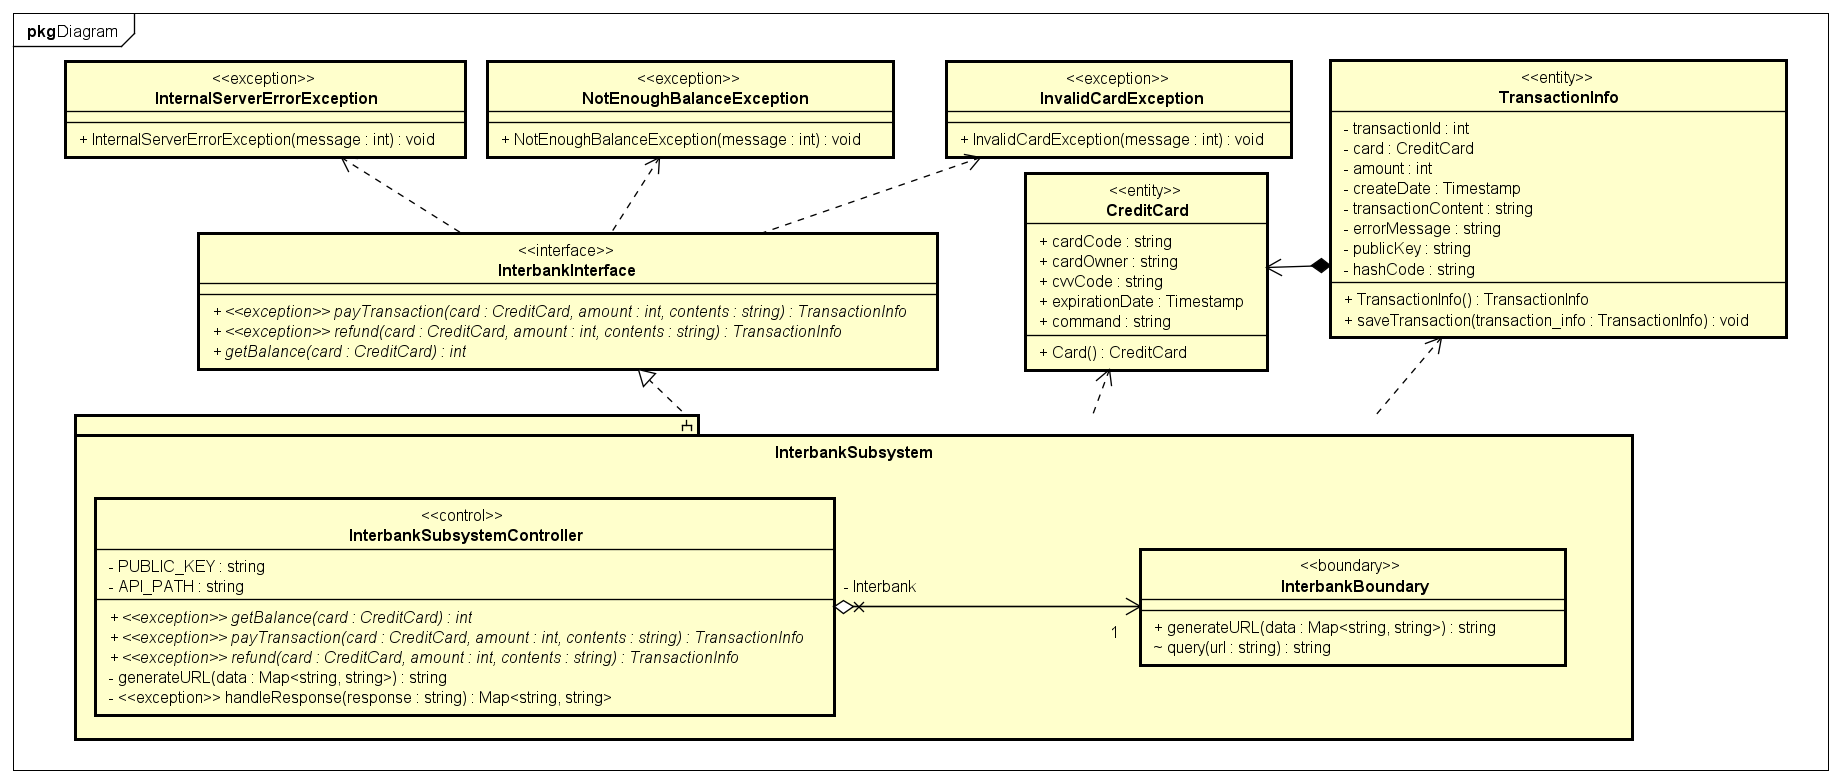 pkgDiagram
<<exception>>
InternalServerErrorException
+ InternalServerErrorException(message : int) : void
<<exception>>
NotEnoughBalanceException
+ NotEnoughBalanceException(message : int) : void
<<exception>>
InvalidCardException
+ InvalidCardException(message : int) : void
<<entity>>
TransactionInfo
- transactionId : int
- card : CreditCard
- amount : int
- createDate : Timestamp
- transactionContent : string
- errorMessage : string
- publicKey : string
- hashCode : string
+ TransactionInfo() : TransactionInfo
+ saveTransaction(transaction_info : TransactionInfo) : void
<<entity>>
CreditCard
+ cardCode : string
+ cardOwner : string
+ cvvCode : string
+ expirationDate : Timestamp
+ command : string
+ Card() : CreditCard
<<interface>>
InterbankInterface
+ <<exception>> payTransaction(card : CreditCard, amount : int, contents : string) : TransactionInfo
+ <<exception>> refund(card : CreditCard, amount : int, contents : string) : TransactionInfo
+ getBalance(card : CreditCard) : int
InterbankSubsystem
<<control>>
InterbankSubsystemController
- PUBLIC_KEY : string
- API_PATH : string
+ <<exception>> getBalance(card : CreditCard) : int
+ <<exception>> payTransaction(card : CreditCard, amount : int, contents : string) : TransactionInfo
+ <<exception>> refund(card : CreditCard, amount : int, contents : string) : TransactionInfo
- generateURL(data : Map<string, string>) : string
- <<exception>> handleResponse(response : string) : Map<string, string>
- Interbank
1
<<boundary>>
InterbankBoundary
+ generateURL(data : Map<string, string>) : string
~ query(url : string) : string